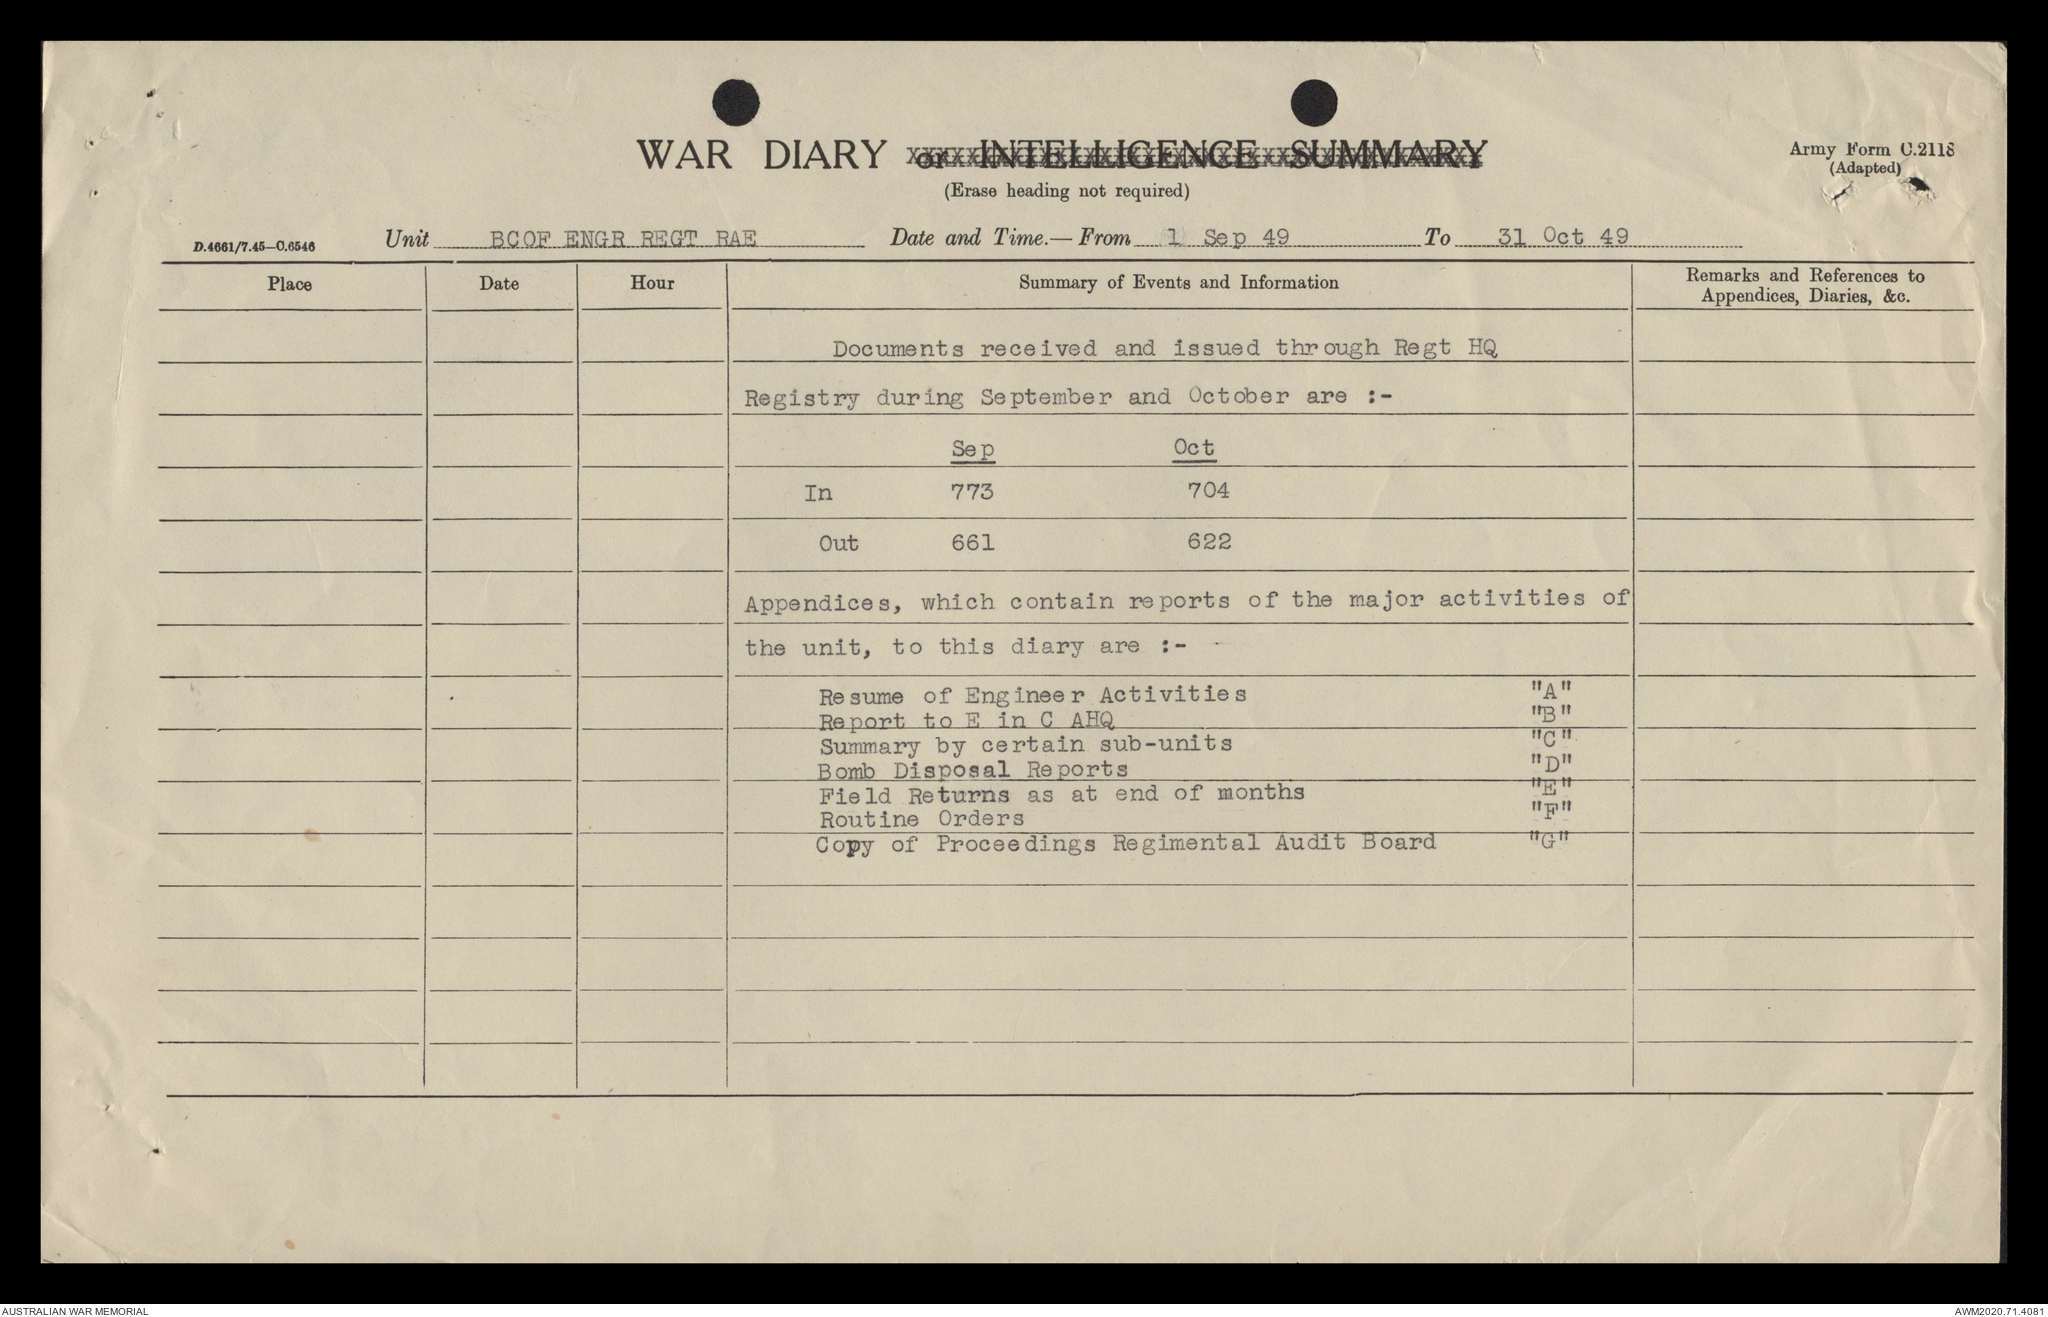 WAR DIARY or INTELLIGENCE SUMMARY
(Erase heading not required)
Army Form C.2118
(Adapted)
D.4661/7.45—C.6546
Unit BCOF ENGR REGT RAE Date and Time.— From 1 Sep 49 To 31 Oct 49
Place Date Hour Summary of Events and Information Remarks and References to Appendices, Diaries, &c.
Documents received and issued through Regt HQ
Registry during September and October are :-
Sep Oct
In 773 704
Out 661 622
Appendices, which contain reports of the major activities of
the unit, to this diary are :-
Resume of Engineer Activities "A"
Report to E in C AHQ "B"
Summary by certain sub-units "C"
Bomb Disposal Reports "D"
Field Returns as at end of months "E"
Routine Orders "F"
Copy of Proceedings Regimental Audit Board "G"
AUSTRALIAN WAR MEMORIAL
AWM2020.71.4081